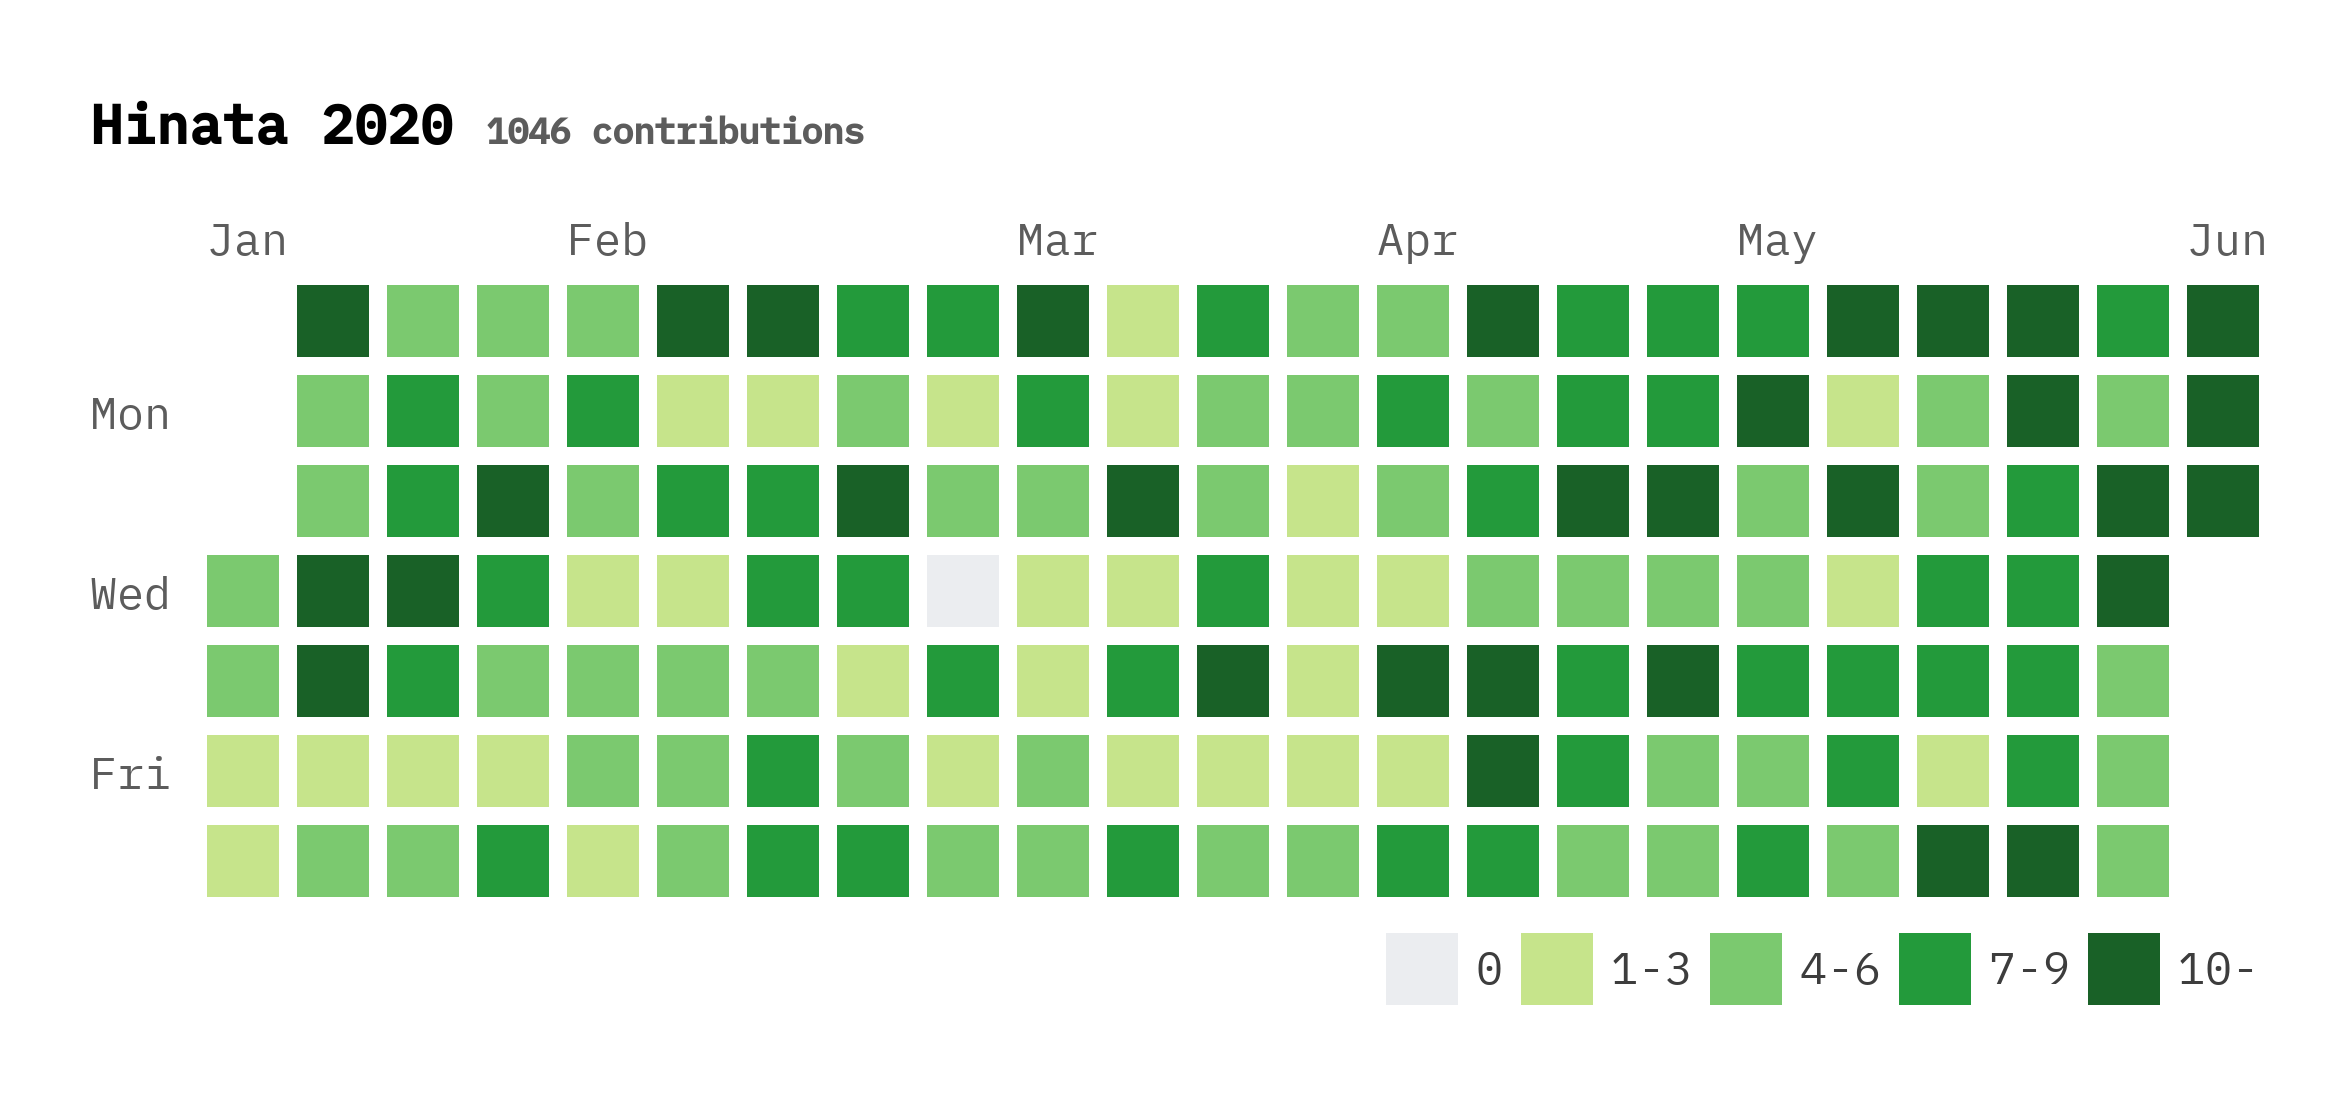 Hinata 2020 1046 contributions
Jan Feb Mar Apr May Jun
Mon
Wed
Fri
0 1-3 4-6 7-9 10-